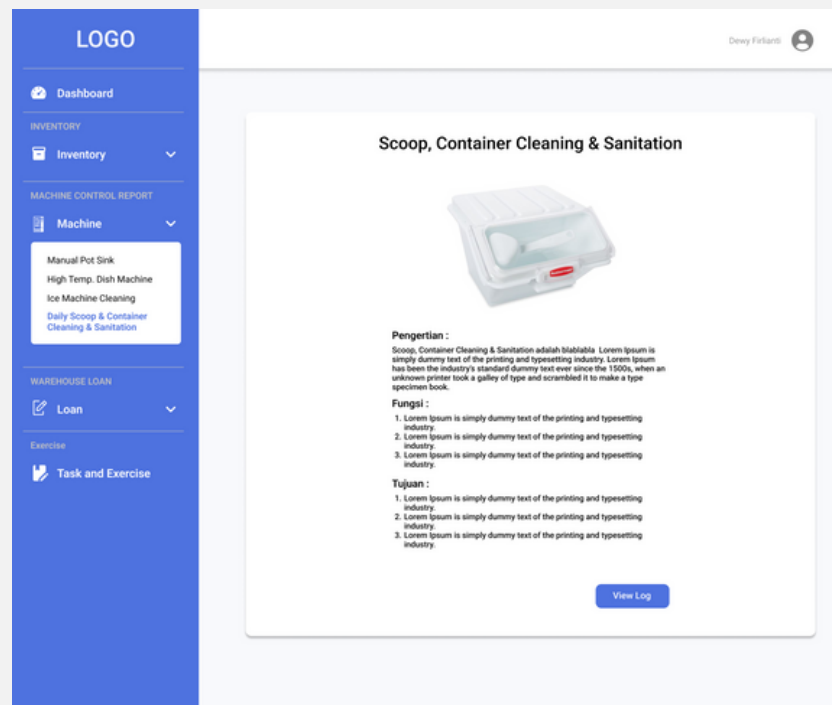 LOGO
Dewy Firlianti
Dashboard
INVENTORY
Inventory
MACHINE CONTROL REPORT
Machine
Manual Pot Sink
High Temp. Dish Machine
Ice Machine Cleaning
Daily Scoop & Container
Cleaning & Sanitation
WAREHOUSE LOAN
Loan
Exercise
Task and Exercise
Scoop, Container Cleaning & Sanitation
Pengertian :
Scoop, Container Cleaning & Sanitation adalah blablabla Lorem Ipsum is
simply dummy text of the printing and typesetting industry. Lorem Ipsum
has been the industry's standard dummy text ever since the 1500s, when an
unknown printer took a galley of type and scrambled it to make a type
specimen book.
Fungsi :
1. Lorem Ipsum is simply dummy text of the printing and typesetting
industry.
2. Lorem Ipsum is simply dummy text of the printing and typesetting
industry.
3. Lorem Ipsum is simply dummy text of the printing and typesetting
industry.
Tujuan :
1. Lorem Ipsum is simply dummy text of the printing and typesetting
industry.
2. Lorem Ipsum is simply dummy text of the printing and typesetting
industry.
3. Lorem Ipsum is simply dummy text of the printing and typesetting
industry.
View Log